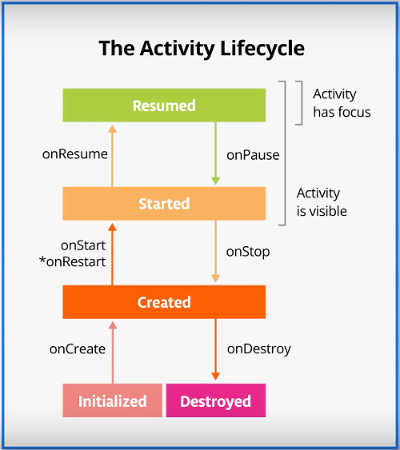 The Activity Lifecycle
Resumed
Activity
has focus
onResume
onPause
Started
Activity
is visible
onStart
*onRestart
onStop
Created
onCreate
onDestroy
Initialized
Destroyed